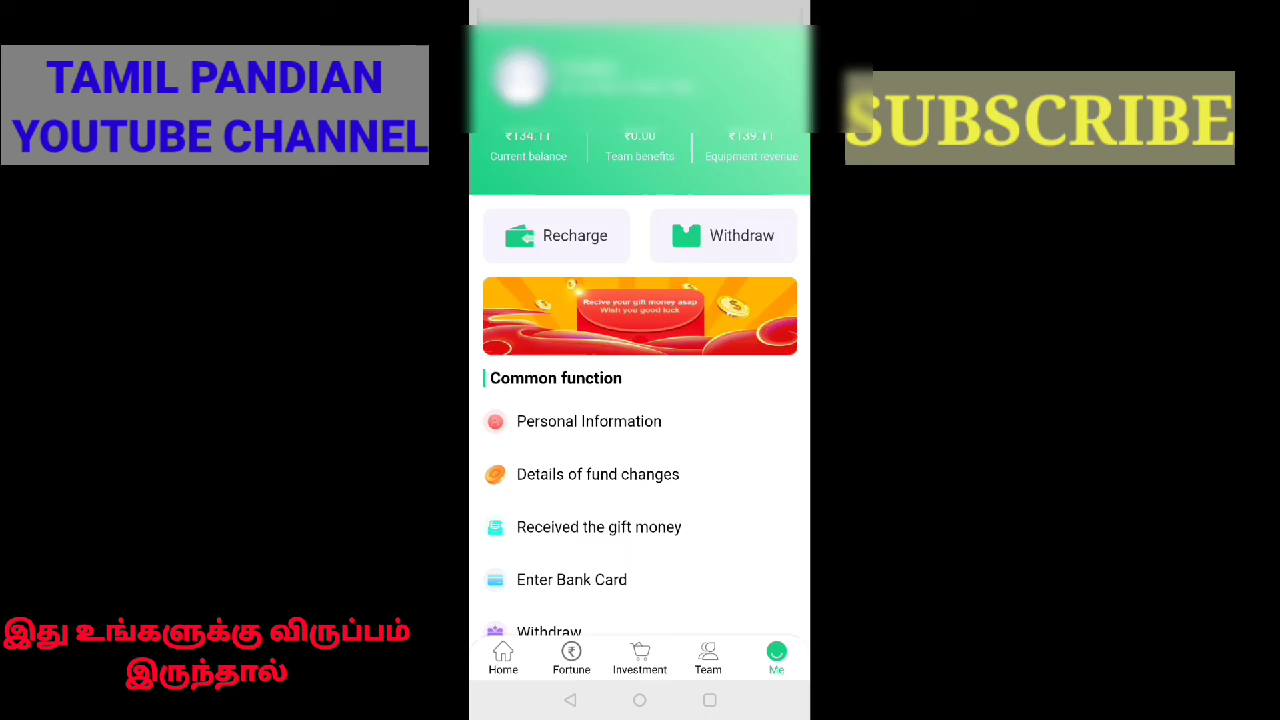 TAMIL PANDIAN
YOUTUBE CHANNEL
SUBSCRIBE
₹134.11 ₹0.00 ₹139.11
Current balance Team benefits Equipment revenue
Recharge Withdraw
Recive your gift money asap
Wish you good luck
Common function
Personal Information
Details of fund changes
Received the gift money
Enter Bank Card
Withdraw
இது உங்களுக்கு விருப்பம்
இருந்தால்
Home Fortune Investment Team Me